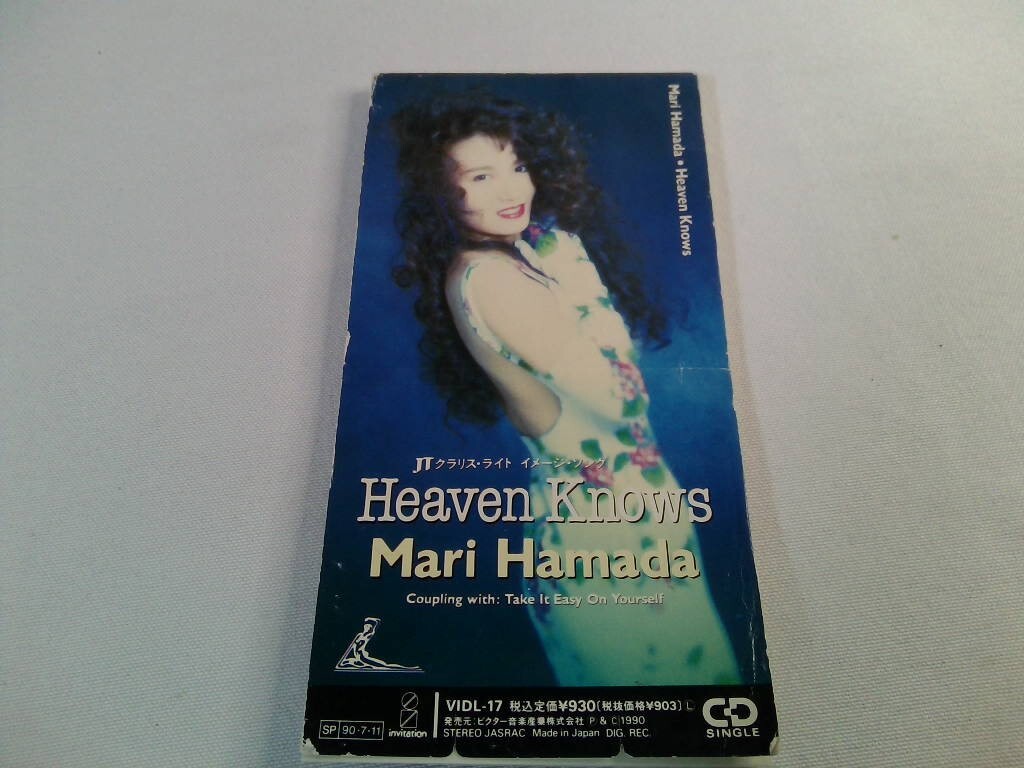 Mari Hamada • Heaven Knows
JT クラリス・ライト イメージ・ソング
Heaven Knows
Mari Hamada
Coupling with: Take It Easy On Yourself
SP 90・7・11
invitation
VIDL-17 税込定価¥930(税抜価格¥903) L
発売元：ビクター音楽産業株式会社 P & C 1990
STEREO JASRAC Made in Japan DIG. REC.
CD
SINGLE